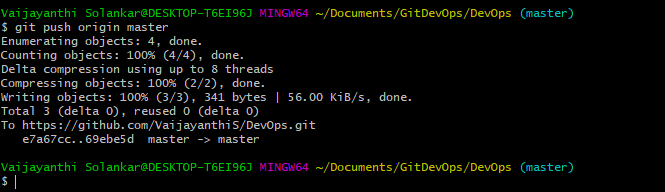 Vaijayanthi Solankar@DESKTOP-T6EI96J MINGW64 ~/Documents/GitDevOps/DevOps (master)
$ git push origin master
Enumerating objects: 4, done.
Counting objects: 100% (4/4), done.
Delta compression using up to 8 threads
Compressing objects: 100% (2/2), done.
Writing objects: 100% (3/3), 341 bytes | 56.00 KiB/s, done.
Total 3 (delta 0), reused 0 (delta 0)
To https://github.com/VaijayanthiS/DevOps.git
   e7a67cc..69ebe5d  master -> master

Vaijayanthi Solankar@DESKTOP-T6EI96J MINGW64 ~/Documents/GitDevOps/DevOps (master)
$